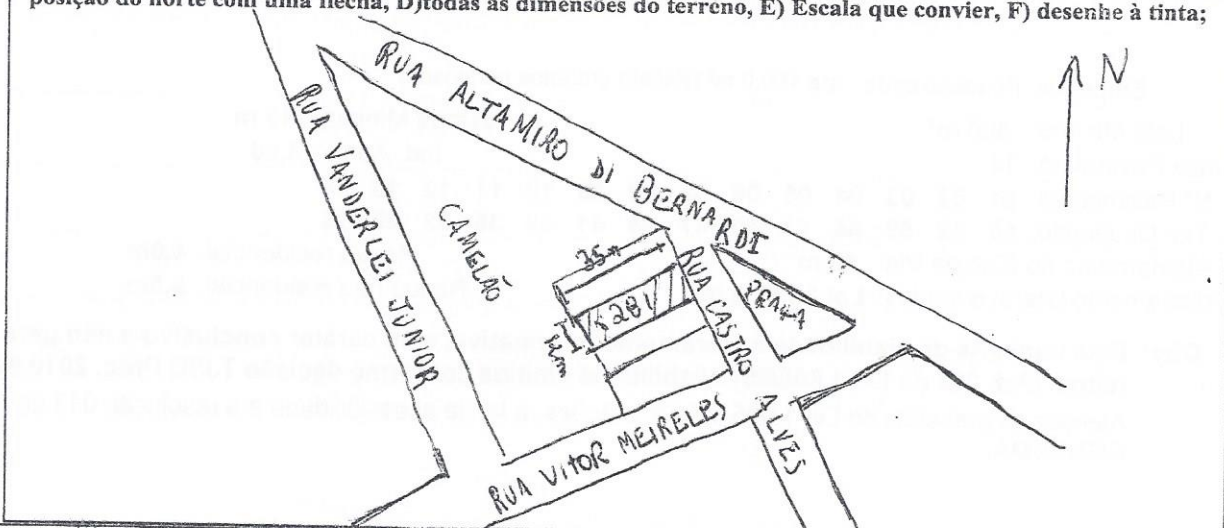 posição do norte com uma flecha, D)todas as dimensões do terreno, E) Escala que convier, F) desenhe à tinta;
N
RUA ALTAMIRO DI BERNARDI
RUA VANDERLEI JUNIOR
CAMELÃO
35m
281
RUA CASTRO ALVES
PRAÇA
RUA VITOR MEIRELES